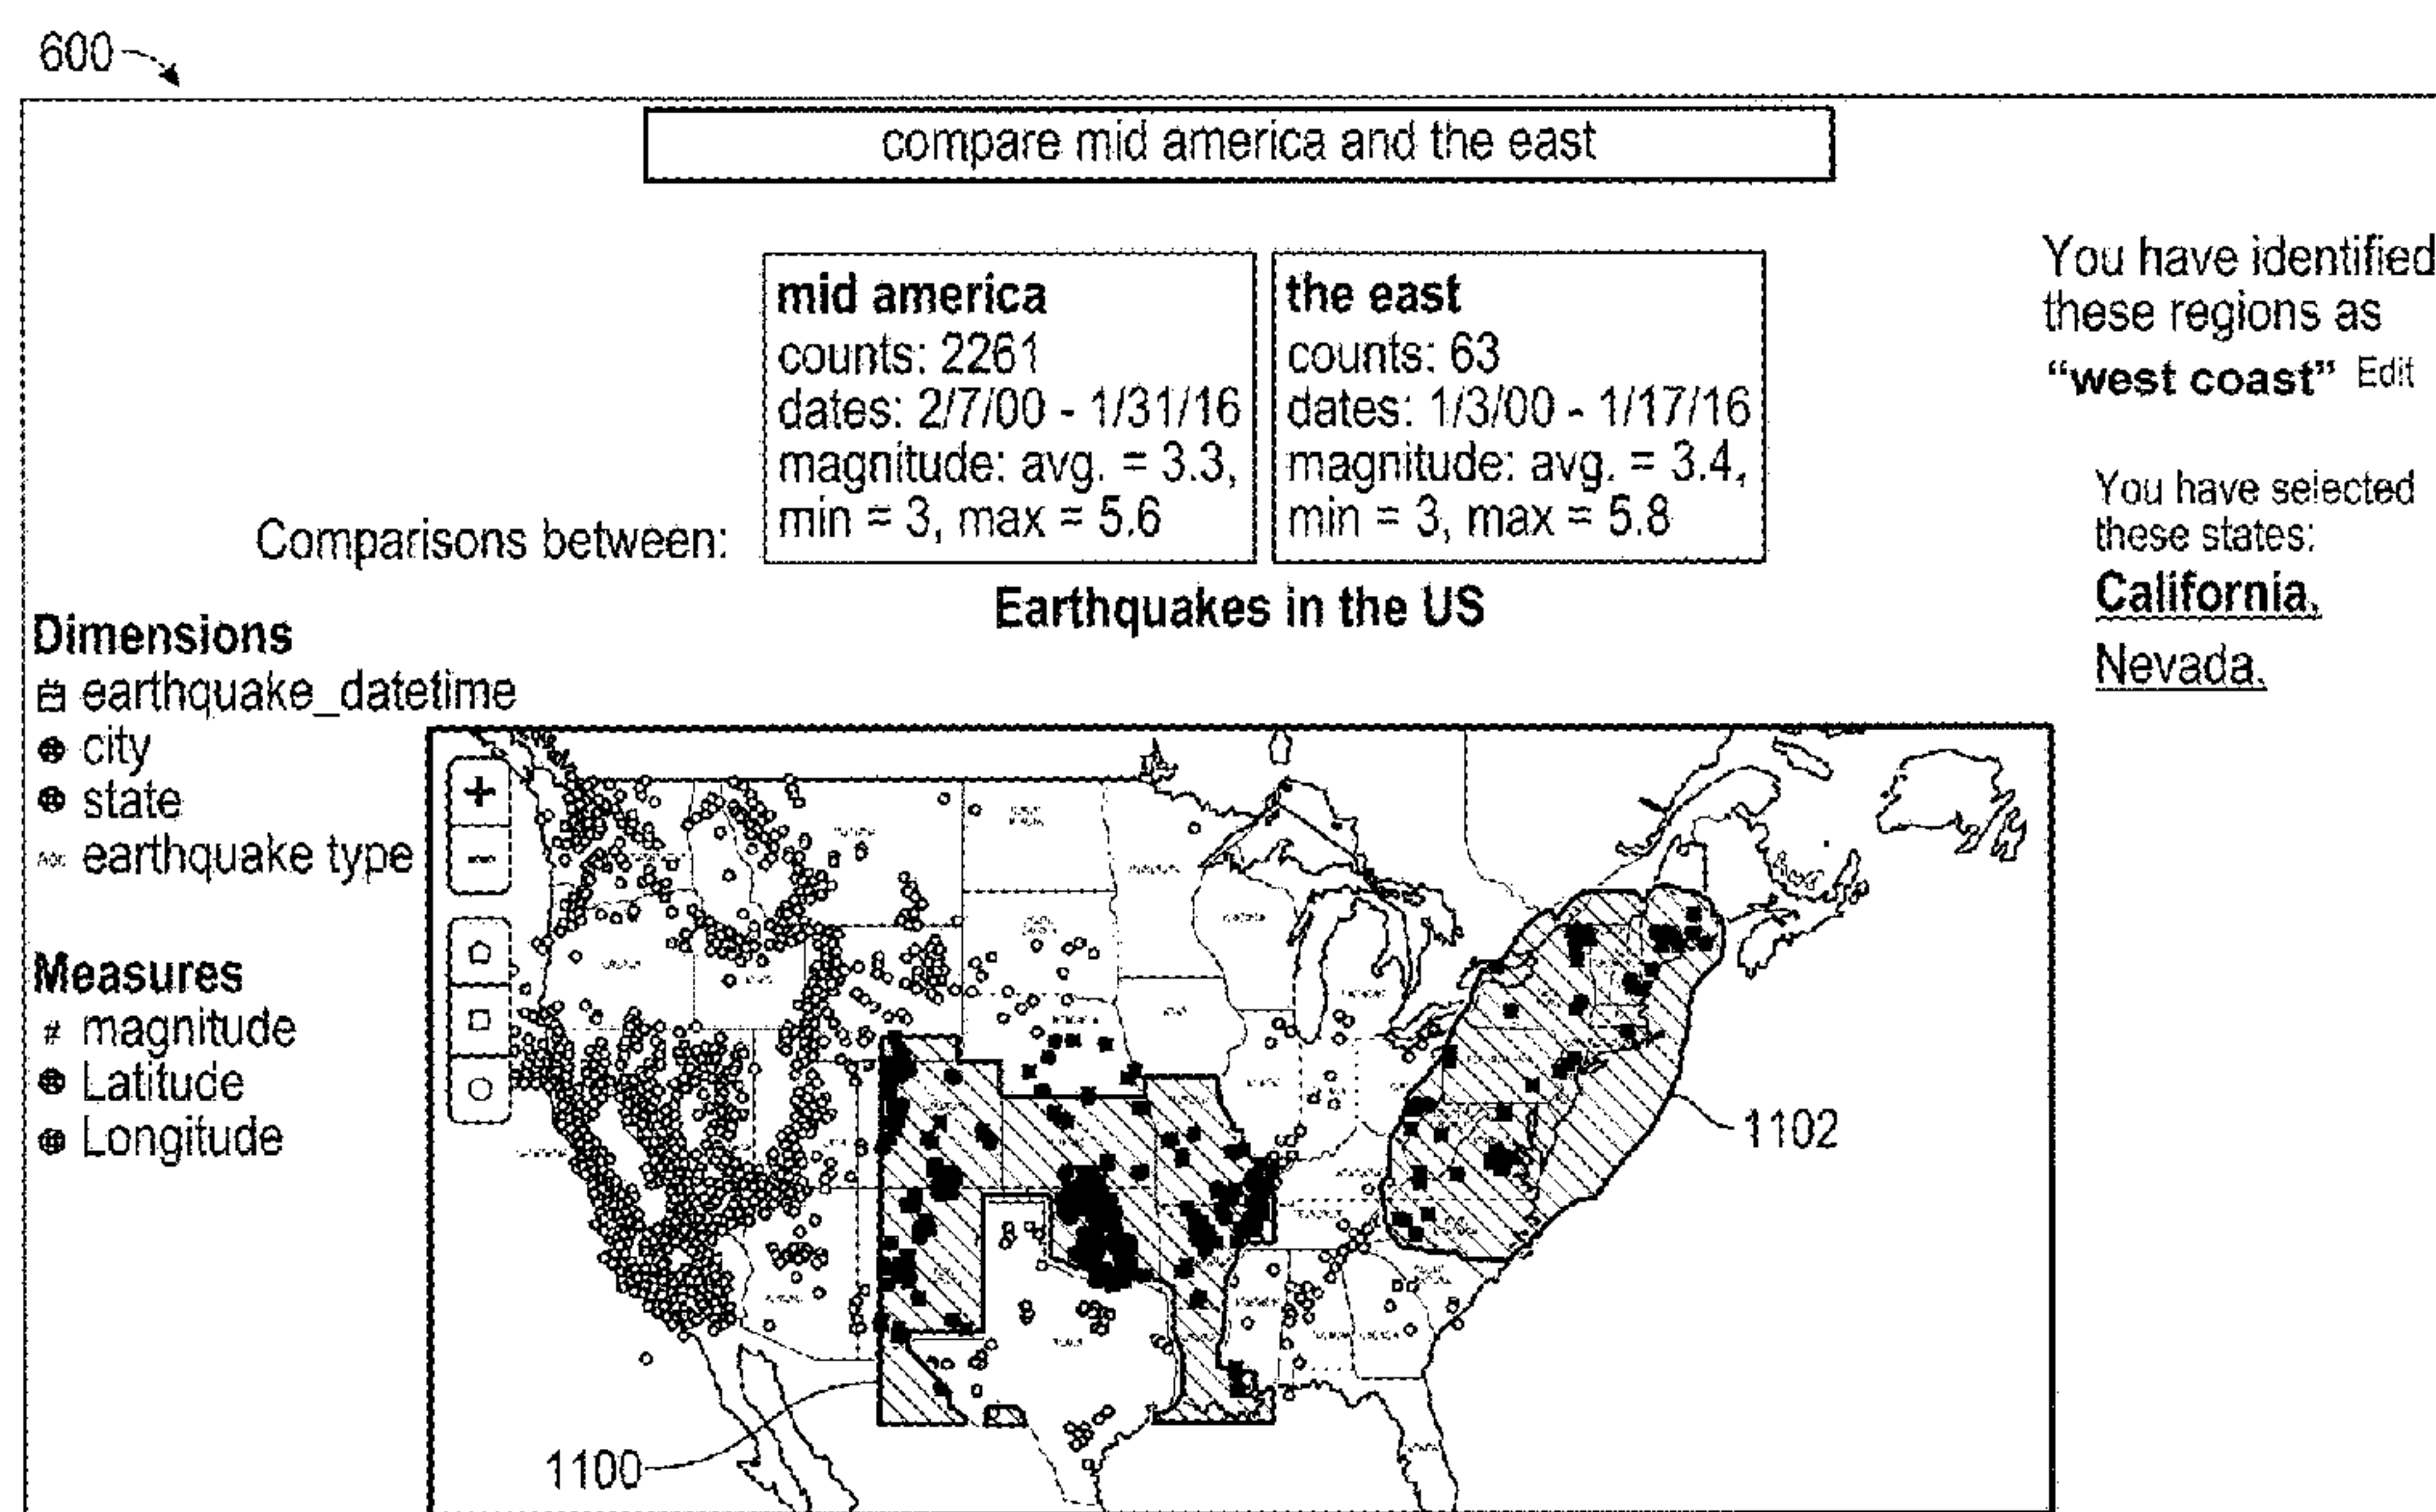 600
compare mid america and the east
mid america
counts: 2261
dates: 2/7/00 - 1/31/16
magnitude: avg. = 3.3,
min = 3, max = 5.6
the east
counts: 63
dates: 1/3/00 - 1/17/16
magnitude: avg. = 3.4,
min = 3, max = 5.8
You have identified
these regions as
“west coast” Edit
You have selected
these states:
California,
Nevada,
Comparisons between:
Earthquakes in the US
Dimensions
earthquake_datetime
city
state
Abc earthquake type
Measures
# magnitude
Latitude
Longitude
+
−
1102
1100